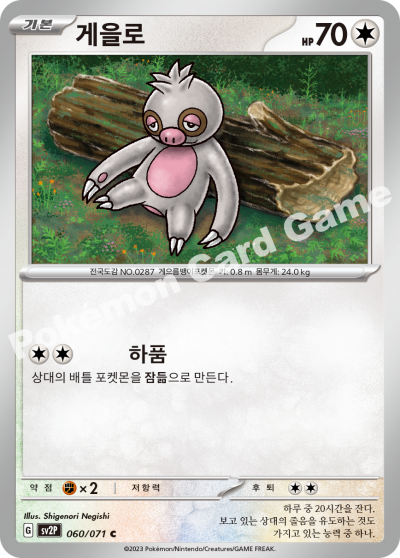 기본 게을로 HP 70
전국도감 NO.0287 게으름뱅이포켓몬 키: 0.8 m 몸무게: 24.0 kg
하품
상대의 배틀 포켓몬을 잠듦으로 만든다.
약점 ×2 저항력 후퇴
Illus. Shigenori Negishi
하루 중 20시간을 잔다.
G SV2P 060/071 C
보고 있는 상대의 졸음을 유도하는 것도
가지고 있는 능력 중 하나.
©2023 Pokémon/Nintendo/Creatures/GAME FREAK.
Pokémon Card Game